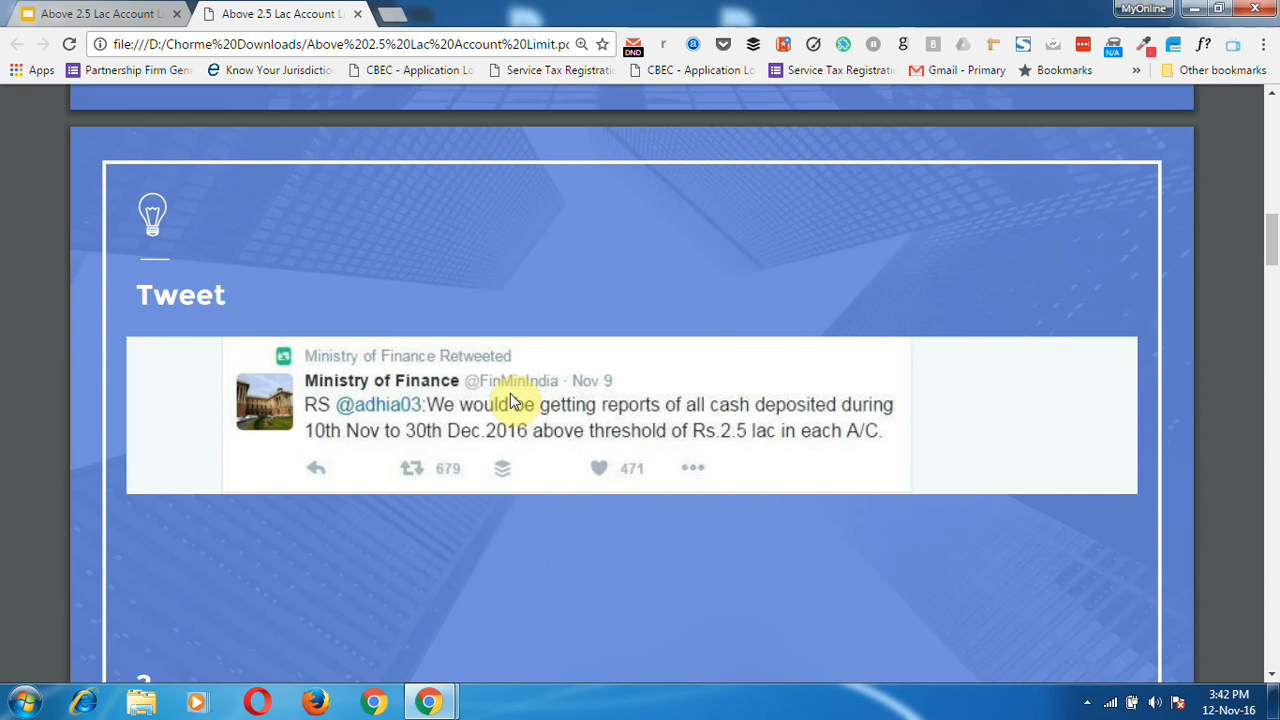 Above 2.5 Lac Account L
Above 2.5 Lac Account Li
MyOnline
file:///D:/Chorme%20Downloads/Above%202.5%20Lac%20Account%20Limit.pd
DND
N/A
Apps
Partnership Firm Gene
Know Your Jurisdictio
CBEC - Application Lo
Service Tax Registrati
CBEC - Application Lo
Service Tax Registrati
Gmail - Primary
Bookmarks
»
Other bookmarks
Tweet
Ministry of Finance Retweeted
Ministry of Finance @FinMinIndia · Nov 9
RS @adhia03:We would be getting reports of all cash deposited during
10th Nov to 30th Dec.2016 above threshold of Rs.2.5 lac in each A/C.
679
471
3:42 PM
12-Nov-16